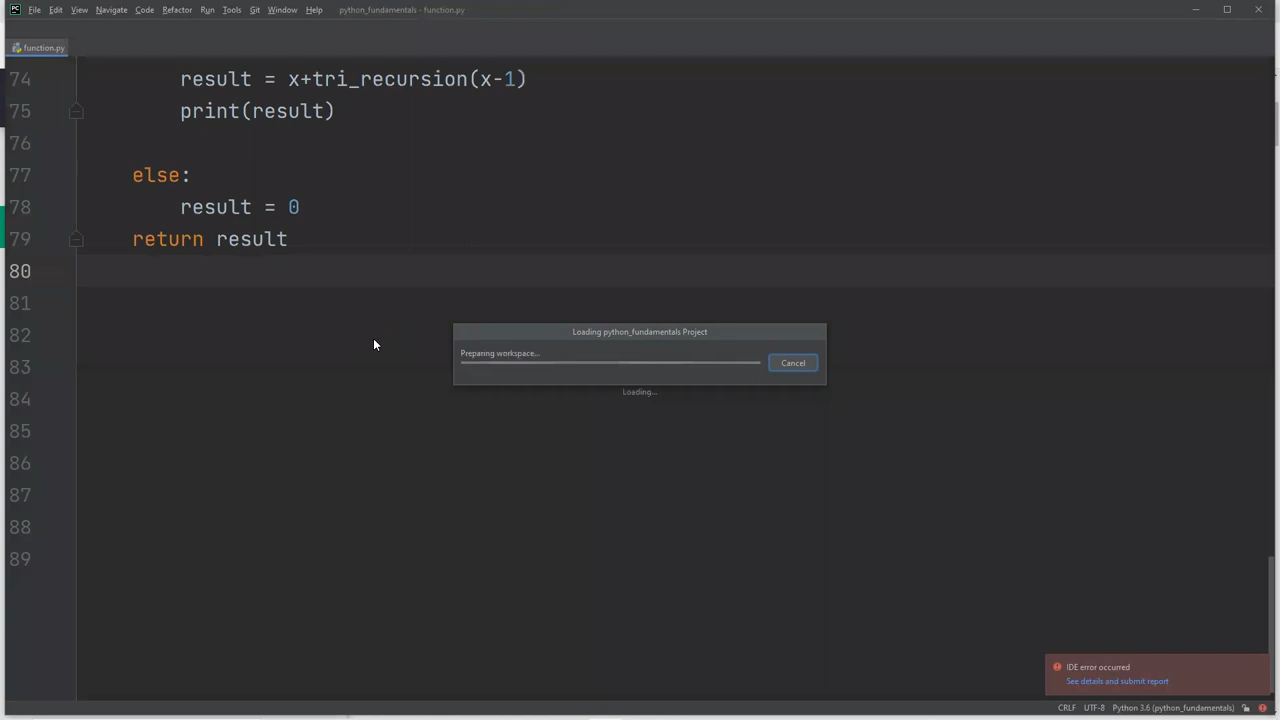 PC File Edit View Navigate Code Refactor Run Tools Git Window Help python_fundamentals - function.py
function.py
74 result = x+tri_recursion(x-1)
75 print(result)
76
77 else:
78 result = 0
79 return result
80
81
82
83
84
85
86
87
88
89
Loading python_fundamentals Project
Preparing workspace...
Cancel
Loading...
IDE error occurred
See details and submit report
CRLF UTF-8 Python 3.6 (python_fundamentals)